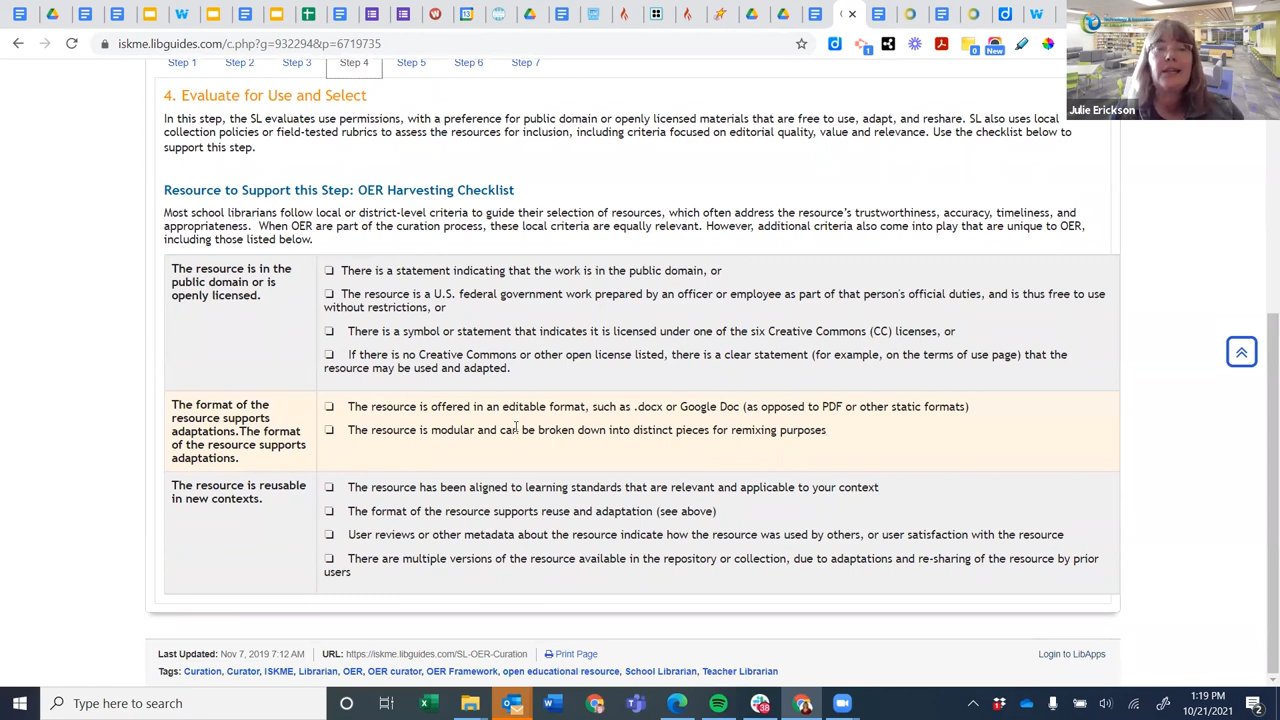 iskme.libguides.com/c.php?g=932294&p=6719735
1
0
New
Technology & Innovation
Julie Erickson
Step 1
Step 2
Step 3
Step 4
Step 5
Step 6
Step 7
4. Evaluate for Use and Select
In this step, the SL evaluates use permissions, with a preference for public domain or openly licensed materials that are free to use, adapt, and reshare. SL also uses local
collection policies or field-tested rubrics to assess the resources for inclusion, including criteria focused on editorial quality, value and relevance. Use the checklist below to
support this step.
Resource to Support this Step: OER Harvesting Checklist
Most school librarians follow local or district-level criteria to guide their selection of resources, which often address the resource's trustworthiness, accuracy, timeliness, and
appropriateness. When OER are part of the curation process, these local criteria are equally relevant. However, additional criteria also come into play that are unique to OER,
including those listed below.
The resource is in the
public domain or is
openly licensed.
❏ There is a statement indicating that the work is in the public domain, or
❏ The resource is a U.S. federal government work prepared by an officer or employee as part of that person's official duties, and is thus free to use
without restrictions, or
❏ There is a symbol or statement that indicates it is licensed under one of the six Creative Commons (CC) licenses, or
❏ If there is no Creative Commons or other open license listed, there is a clear statement (for example, on the terms of use page) that the
resource may be used and adapted.
The format of the
resource supports
adaptations.The format
of the resource supports
adaptations.
❏ The resource is offered in an editable format, such as .docx or Google Doc (as opposed to PDF or other static formats)
❏ The resource is modular and can be broken down into distinct pieces for remixing purposes
The resource is reusable
in new contexts.
❏ The resource has been aligned to learning standards that are relevant and applicable to your context
❏ The format of the resource supports reuse and adaptation (see above)
❏ User reviews or other metadata about the resource indicate how the resource was used by others, or user satisfaction with the resource
❏ There are multiple versions of the resource available in the repository or collection, due to adaptations and re-sharing of the resource by prior
users
Last Updated: Nov 7, 2019 7:12 AM
URL: https://iskme.libguides.com/SL-OER-Curation
Print Page
Login to LibApps
Tags: Curation, Curator, ISKME, Librarian, OER, OER curator, OER Framework, open educational resource, School Librarian, Teacher Librarian
Type here to search
38
1:19 PM
10/21/2021
2